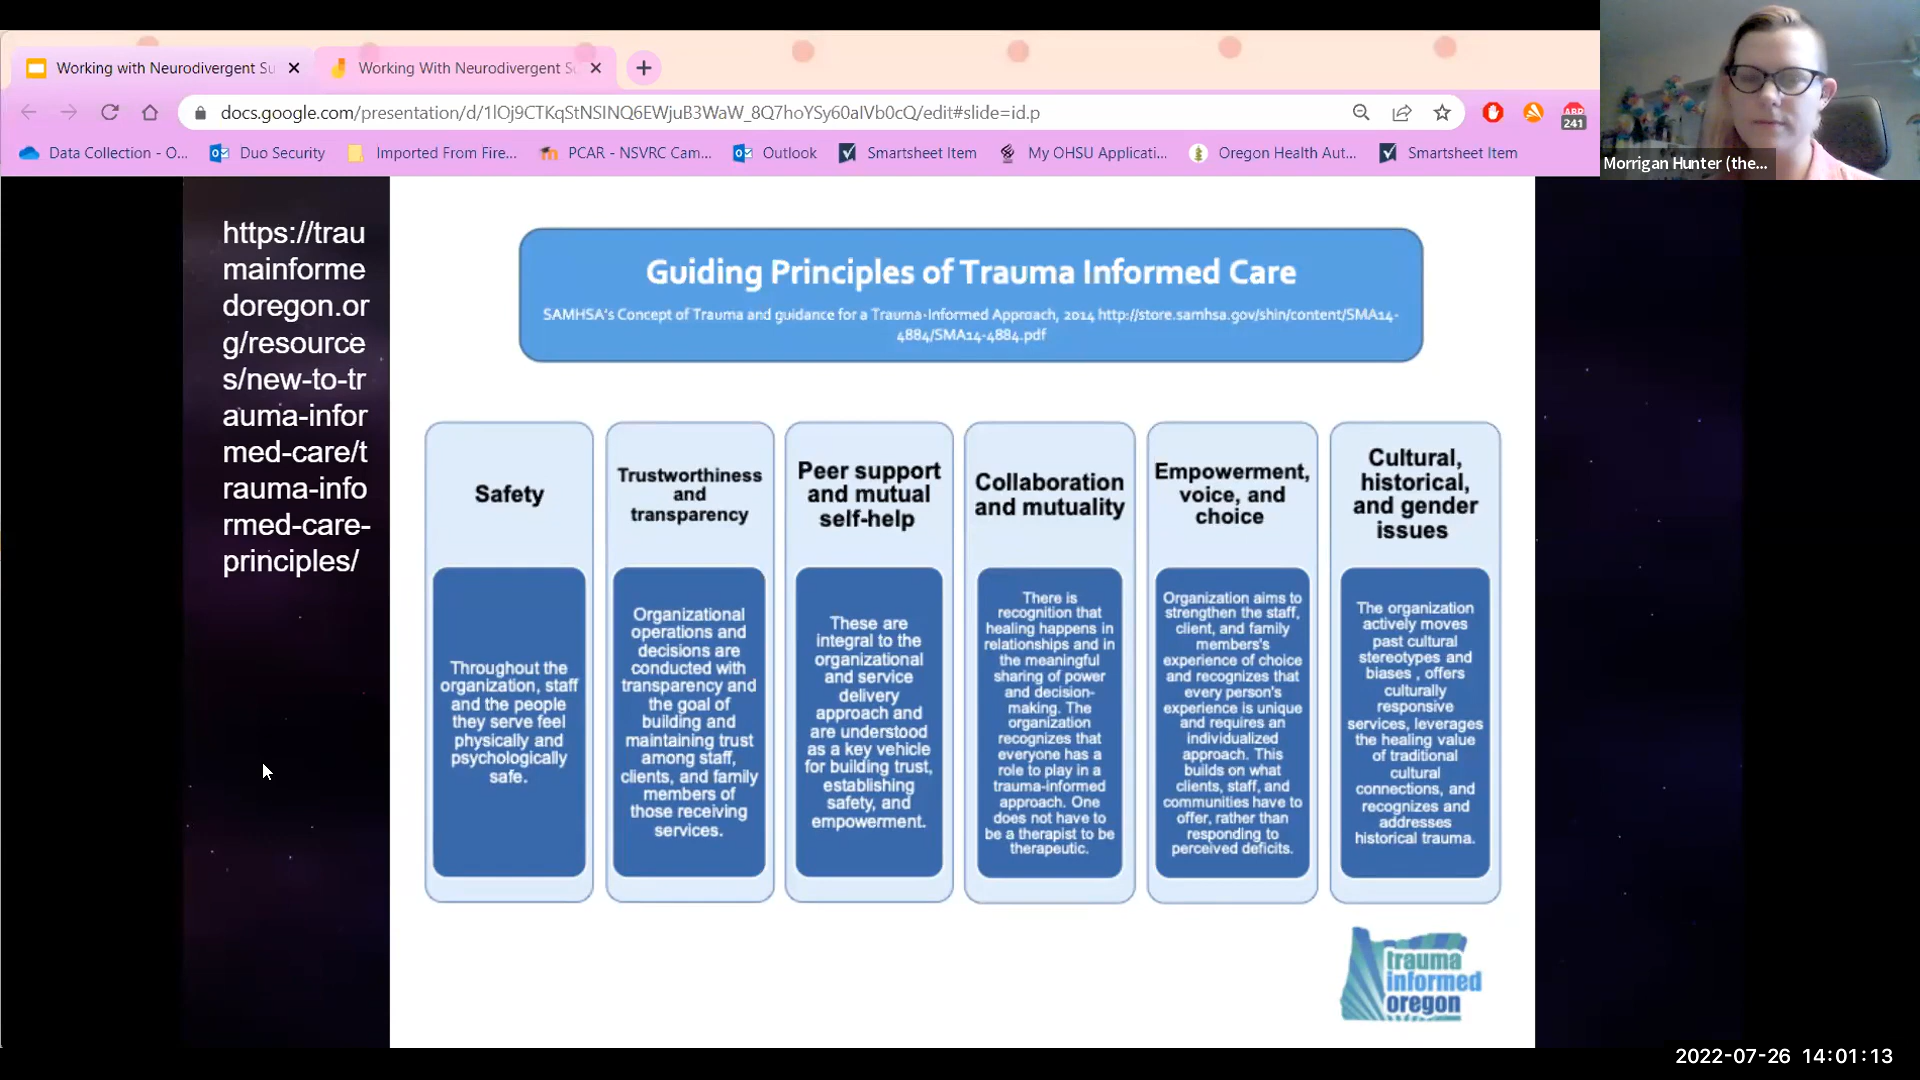 Working with Neurodivergent Su
Working With Neurodivergent S
docs.google.com/presentation/d/1lOj9CTKqStNSINQ6EWjuB3WaW_8Q7hoYSy60aIVb0cQ/edit#slide=id.p
ABP
241
Data Collection - O...
Duo Security
Imported From Fire...
PCAR - NSVRC Cam...
Outlook
Smartsheet Item
My OHSU Applicati...
Oregon Health Aut...
Smartsheet Item
Morrigan Hunter (the...
https://trau
mainforme
doregon.or
g/resource
s/new-to-tr
auma-infor
med-care/t
rauma-info
rmed-care-
principles/
Guiding Principles of Trauma Informed Care
SAMHSA's Concept of Trauma and guidance for a Trauma-Informed Approach, 2014 http://store.samhsa.gov/shin/content/SMA14-
4884/SMA14-4884.pdf
Safety
Throughout the
organization, staff
and the people
they serve feel
physically and
psychologically
safe.
Trustworthiness
and
transparency
Organizational
operations and
decisions are
conducted with
transparency and
the goal of
building and
maintaining trust
among staff,
clients, and family
members of
those receiving
services.
Peer support
and mutual
self-help
These are
integral to the
organizational
and service
delivery
approach and
are understood
as a key vehicle
for building trust,
establishing
safety, and
empowerment.
Collaboration
and mutuality
There is
recognition that
healing happens in
relationships and in
the meaningful
sharing of power
and decision-
making. The
organization
recognizes that
everyone has a
role to play in a
trauma-informed
approach. One
does not have to
be a therapist to be
therapeutic.
Empowerment,
voice, and
choice
Organization aims to
strengthen the staff,
client, and family
members's
experience of choice
and recognizes that
every person's
experience is unique
and requires an
individualized
approach. This
builds on what
clients, staff, and
communities have to
offer, rather than
responding to
perceived deficits.
Cultural,
historical,
and gender
issues
The organization
actively moves
past cultural
stereotypes and
biases , offers
culturally
responsive
services, leverages
the healing value
of traditional
cultural
connections, and
recognizes and
addresses
historical trauma.
trauma
informed
oregon
2022-07-26 14:01:13